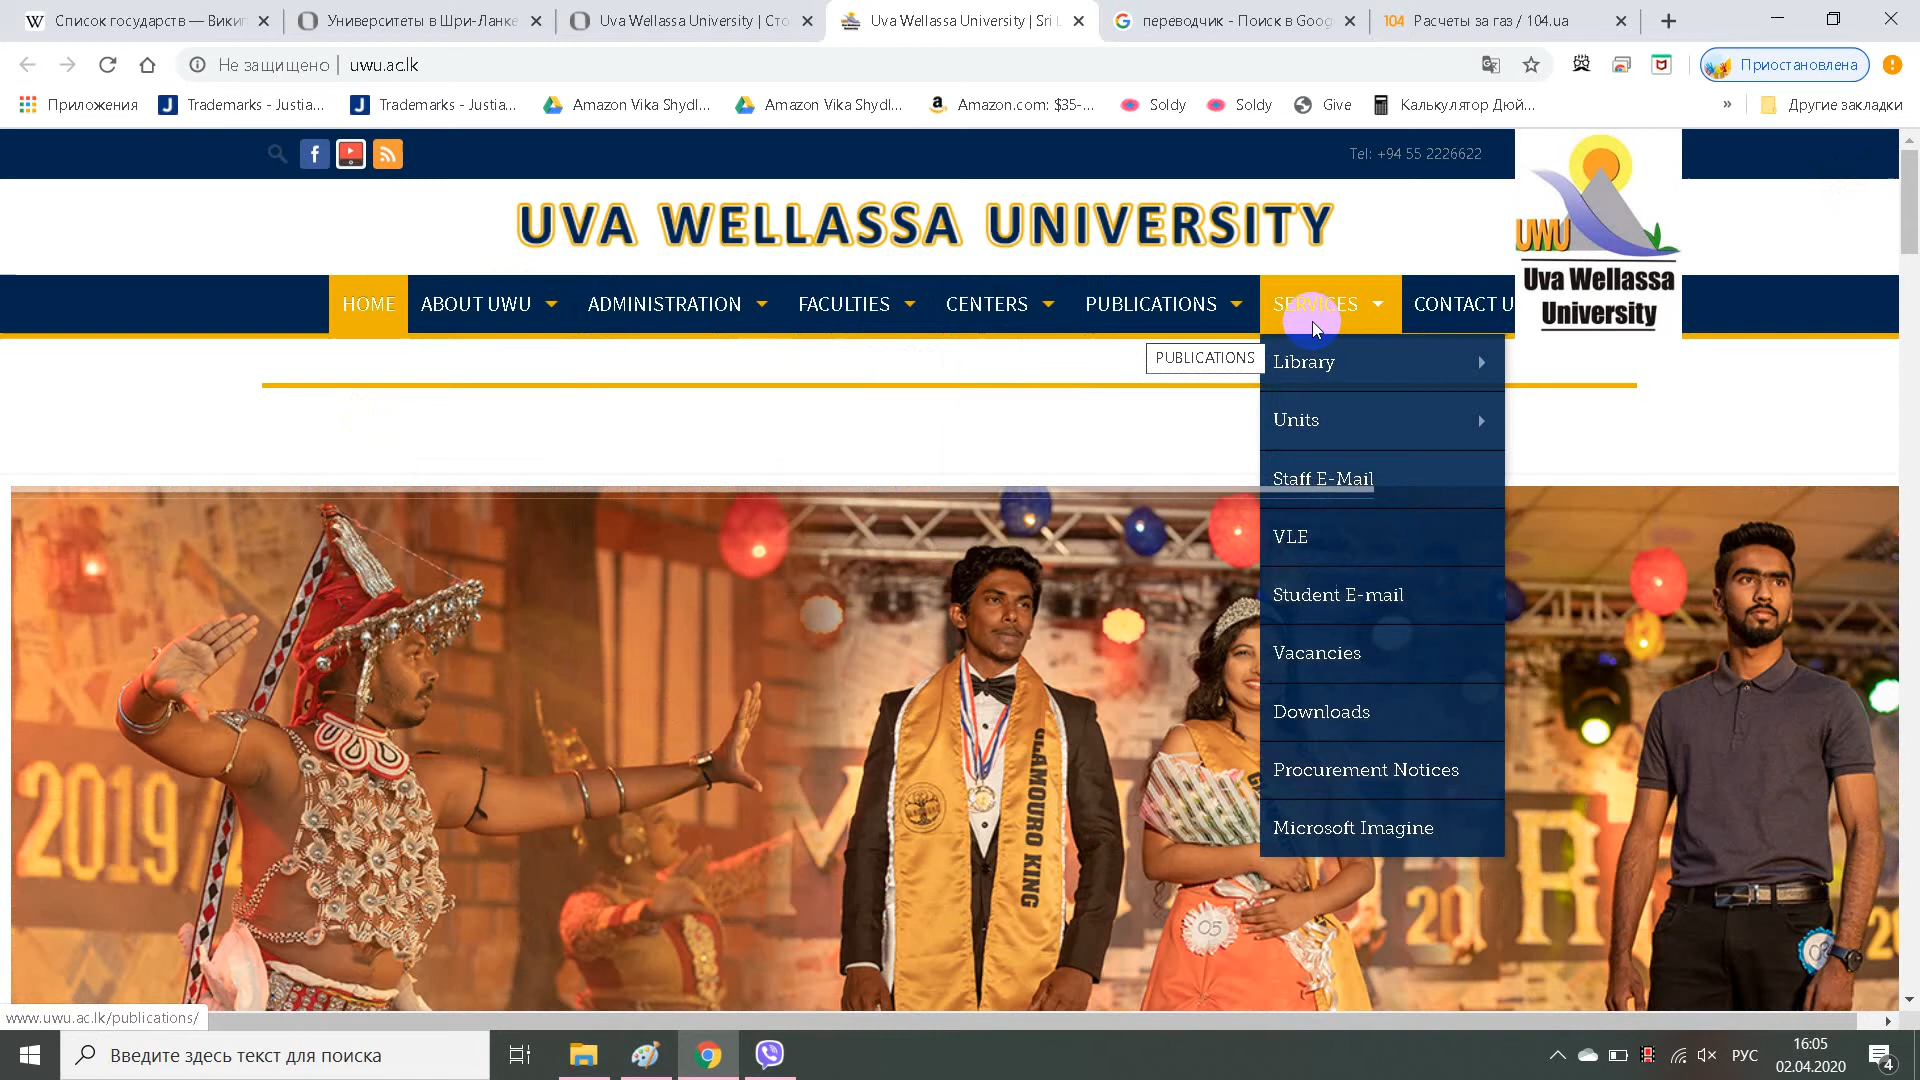 Список государств — Викип
Университеты в Шри-Ланке
Uva Wellassa University | Сто
Uva Wellassa University | Sri L
переводчик - Поиск в Goog
104 Расчеты за газ / 104.ua
Не защищено | uwu.ac.lk
Приостановлена
Приложения
Trademarks - Justia...
Trademarks - Justia...
Amazon Vika Shydl...
Amazon Vika Shydl...
Amazon.com: $35-...
Soldy
Soldy
Give
Калькулятор Дюй...
»
Другие закладки
Tel: +94 55 2226622
UVA WELLASSA UNIVERSITY
UWU
Uva Wellassa
University
HOME
ABOUT UWU
ADMINISTRATION
FACULTIES
CENTERS
PUBLICATIONS
SERVICES
CONTACT U
PUBLICATIONS
Library
Units
Staff E-Mail
VLE
Student E-mail
Vacancies
Downloads
Procurement Notices
Microsoft Imagine
2019
GLAMOURO KING
05
20
www.uwu.ac.lk/publications/
Введите здесь текст для поиска
РУС
16:05
02.04.2020
4